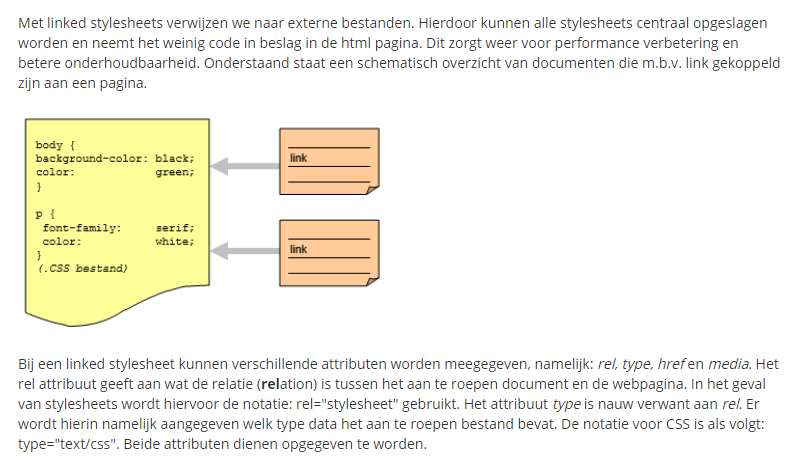 Met linked stylesheets verwijzen we naar externe bestanden. Hierdoor kunnen alle stylesheets centraal opgeslagen
worden en neemt het weinig code in beslag in de html pagina. Dit zorgt weer voor performance verbetering en
betere onderhoudbaarheid. Onderstaand staat een schematisch overzicht van documenten die m.b.v. link gekoppeld
zijn aan een pagina.
body {
background-color: black;
color: green;
}
p {
font-family: serif;
color: white;
}
(.CSS bestand)
link
link
Bij een linked stylesheet kunnen verschillende attributen worden meegegeven, namelijk: rel, type, href en media. Het
rel attribuut geeft aan wat de relatie (relation) is tussen het aan te roepen document en de webpagina. In het geval
van stylesheets wordt hiervoor de notatie: rel="stylesheet" gebruikt. Het attribuut type is nauw verwant aan rel. Er
wordt hierin namelijk aangegeven welk type data het aan te roepen bestand bevat. De notatie voor CSS is als volgt:
type="text/css". Beide attributen dienen opgegeven te worden.